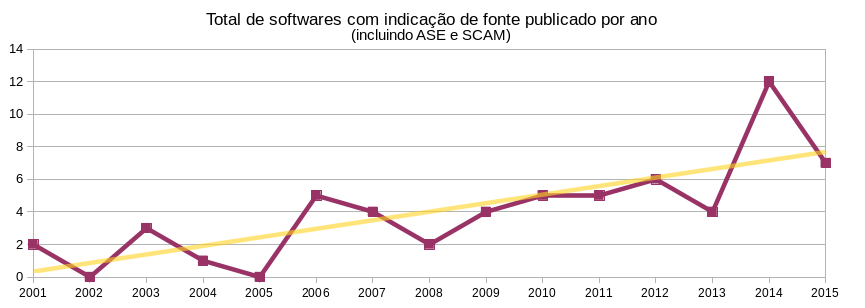 Total de softwares com indicação de fonte publicado por ano
(incluindo ASE e SCAM)
14
12
10
8
6
4
2
0
2001 2002 2003 2004 2005 2006 2007 2008 2009 2010 2011 2012 2013 2014 2015